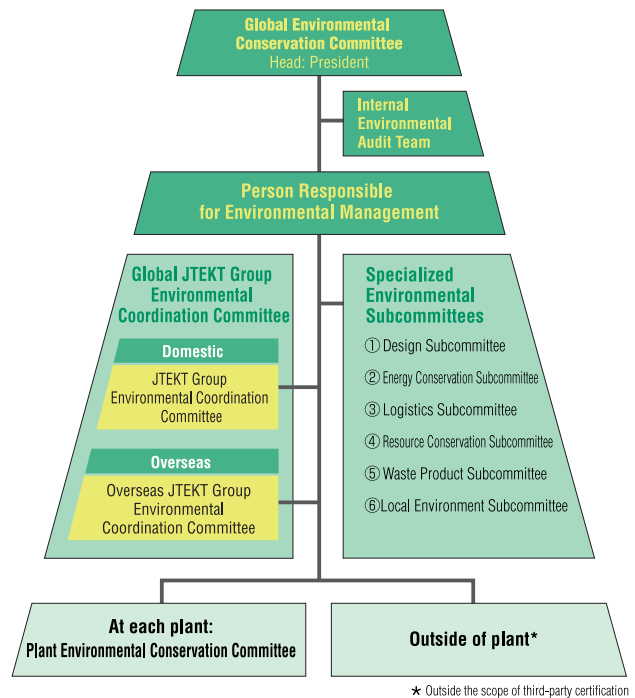 Global Environmental
Conservation Committee
Head: President
Internal
Environmental
Audit Team
Person Responsible
for Environmental Management
Global JTEKT Group
Environmental
Coordination Committee
Domestic
JTEKT Group
Environmental Coordination
Committee
Overseas
Overseas JTEKT Group
Environmental
Coordination Committee
Specialized
Environmental
Subcommittees
① Design Subcommittee
② Energy Conservation Subcommittee
③ Logistics Subcommittee
④ Resource Conservation Subcommittee
⑤ Waste Product Subcommittee
⑥Local Environment Subcommittee
At each plant:
Plant Environmental Conservation Committee
Outside of plant*
★ Outside the scope of third-party certification